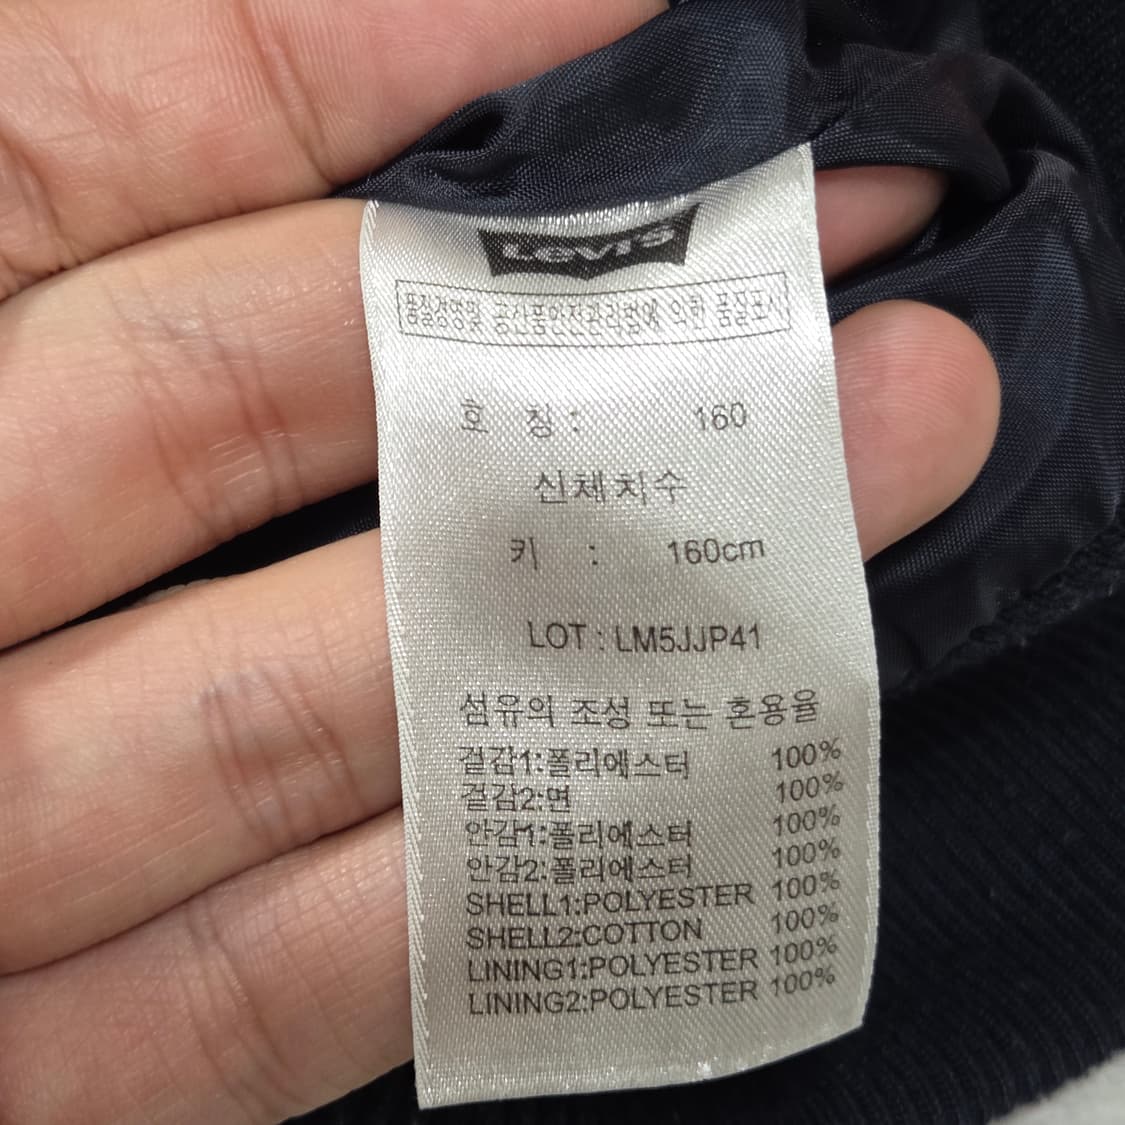 Levi's
품질경영및 공산품안전관리법에 의한 품질표시
호 칭 : 160
신체치수
키 : 160cm
LOT : LM5JJP41
섬유의 조성 또는 혼용율
겉감1:폴리에스터 100%
겉감2:면 100%
안감1:폴리에스터 100%
안감2:폴리에스터 100%
SHELL1:POLYESTER 100%
SHELL2:COTTON 100%
LINING1:POLYESTER 100%
LINING2:POLYESTER 100%